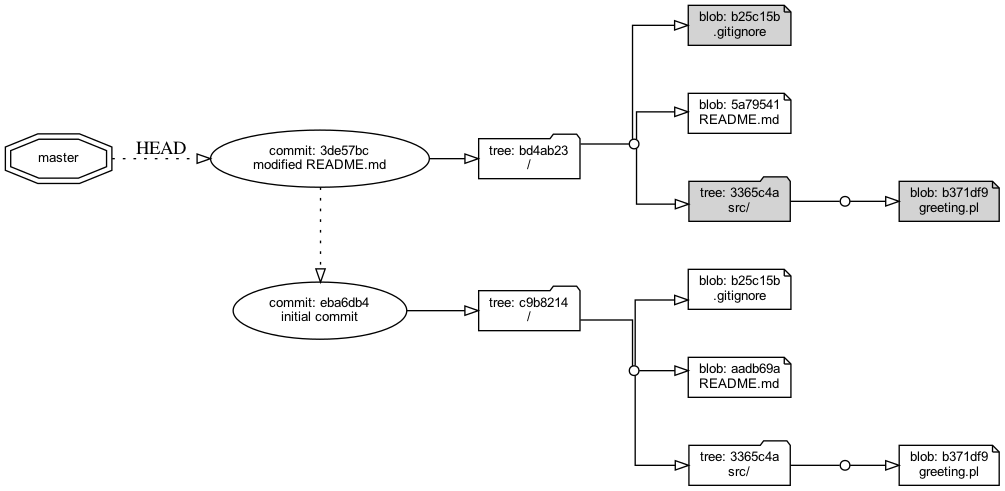 blob: b25c15b
.gitignore
blob: 5a79541
README.md
master
HEAD
commit: 3de57bc
modified README.md
tree: bd4ab23
/
tree: 3365c4a
src/
blob: b371df9
greeting.pl
blob: b25c15b
.gitignore
commit: eba6db4
initial commit
tree: c9b8214
/
blob: aadb69a
README.md
tree: 3365c4a
src/
blob: b371df9
greeting.pl